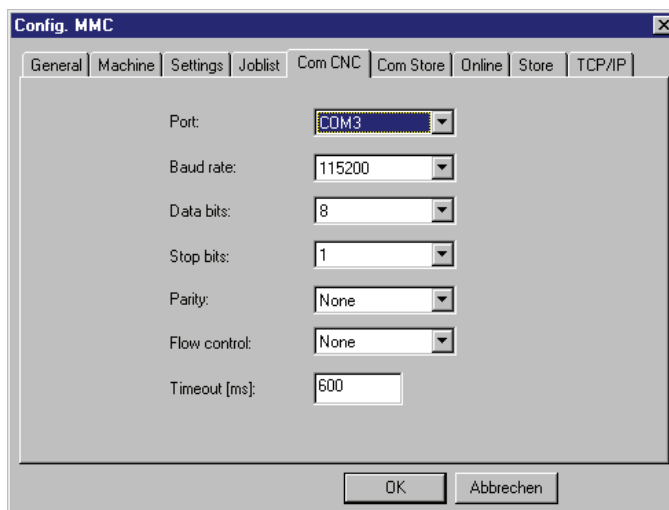 Config. MMC
General Machine Settings Joblist Com CNC Com Store Online Store TCP/IP
Port: COM3
Baud rate: 115200
Data bits: 8
Stop bits: 1
Parity: None
Flow control: None
Timeout [ms]: 600
OK Abbrechen